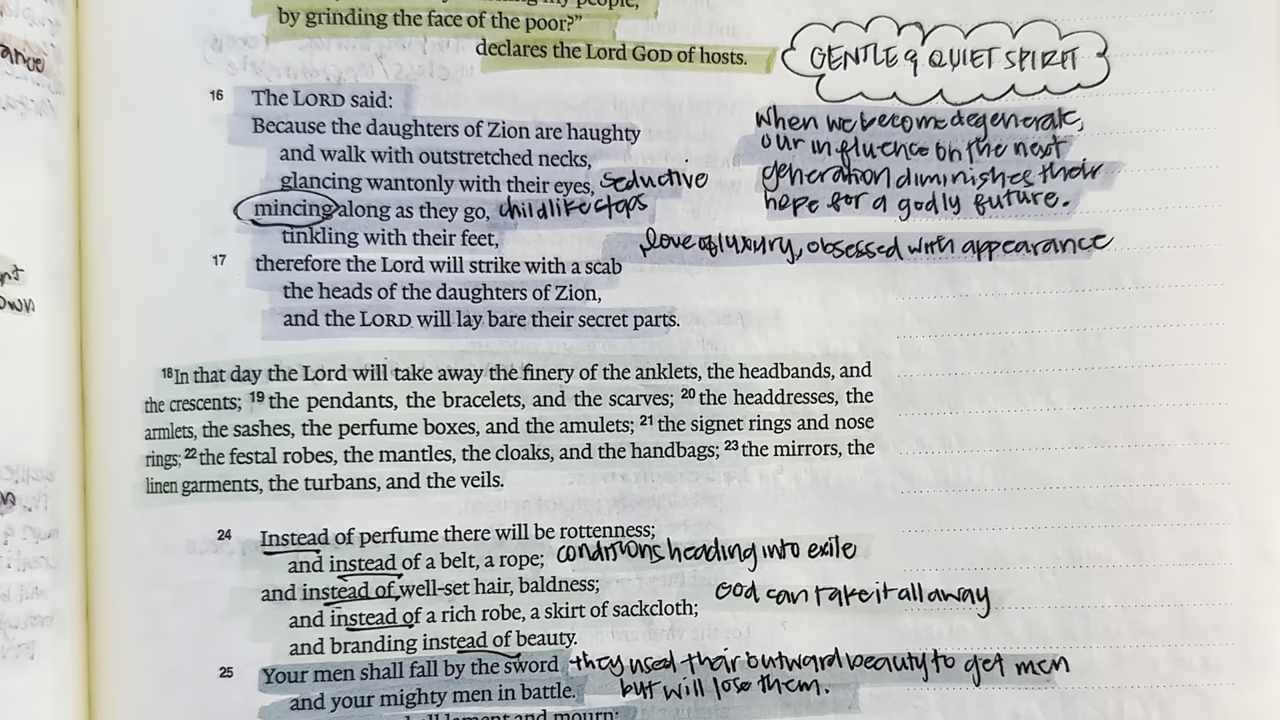 my people,
by grinding the face of the poor?"
declares the Lord GOD of hosts.
GENTLE & QUIET SPIRIT
16 The LORD said:
Because the daughters of Zion are haughty
and walk with outstretched necks,
glancing wantonly with their eyes, seductive
mincing along as they go, childlike steps
tinkling with their feet,
when we become degenerate,
our influence on the next
generation diminishes their
hope for a godly future.
love of luxury, obsessed with appearance
17 therefore the Lord will strike with a scab
the heads of the daughters of Zion,
and the LORD will lay bare their secret parts.
18 In that day the Lord will take away the finery of the anklets, the headbands, and
the crescents; 19 the pendants, the bracelets, and the scarves; 20 the headdresses, the
armlets, the sashes, the perfume boxes, and the amulets; 21 the signet rings and nose
rings; 22 the festal robes, the mantles, the cloaks, and the handbags; 23 the mirrors, the
linen garments, the turbans, and the veils.
24 Instead of perfume there will be rottenness;
and instead of a belt, a rope; conditions heading into exile
and instead of well-set hair, baldness;
God can take it all away
and instead of a rich robe, a skirt of sackcloth;
and branding instead of beauty.
25 Your men shall fall by the sword they used their outward beauty to get men
and your mighty men in battle. but will lose them.
lament and mourn;